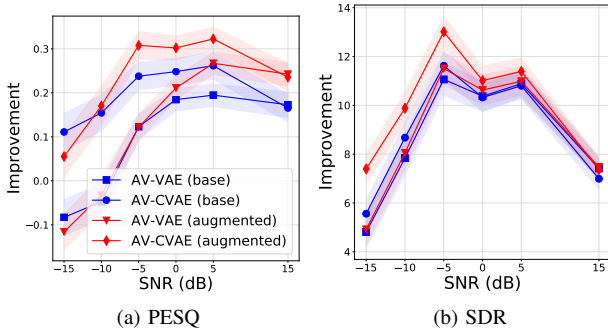 0.3
0.2
0.1
0.0
−0.1
Improvement
AV-VAE (base)
AV-CVAE (base)
AV-VAE (augmented)
AV-CVAE (augmented)
−15 −10 −5 0 5 15
SNR (dB)
(a) PESQ
14
12
10
8
6
4
Improvement
−15 −10 −5 0 5 15
SNR (dB)
(b) SDR